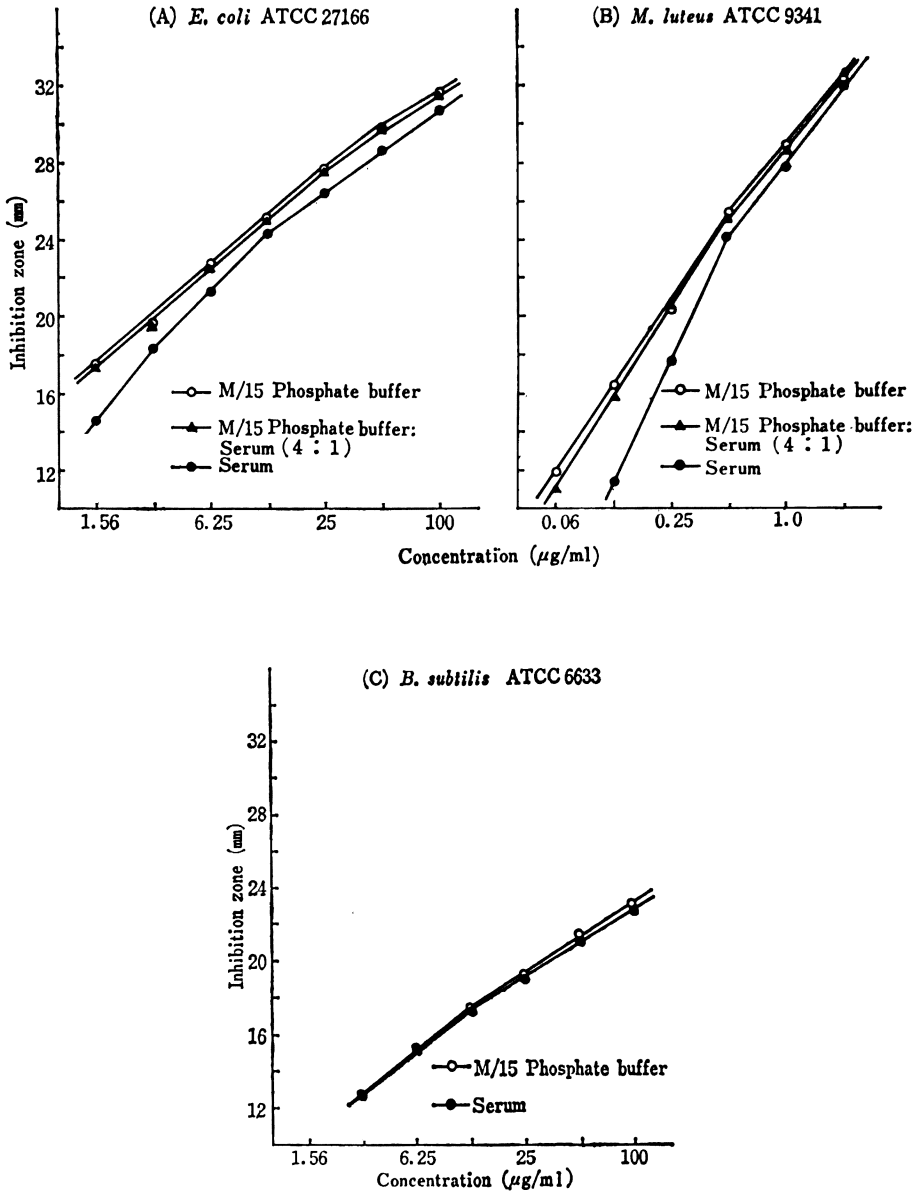 (A) E. coli ATCC 27166
(B) M. luteus ATCC 9341
Inhibition zone (mm)
32
28
24
20
16
12
M/15 Phosphate buffer
M/15 Phosphate buffer:
Serum (4 : 1)
Serum
M/15 Phosphate buffer
M/15 Phosphate buffer:
Serum (4 : 1)
Serum
1.56 6.25 25 100
0.06 0.25 1.0
Concentration (μg/ml)
(C) B. subtilis ATCC 6633
Inhibition zone (mm)
32
28
24
20
16
12
M/15 Phosphate buffer
Serum
1.56 6.25 25 100
Concentration (μg/ml)